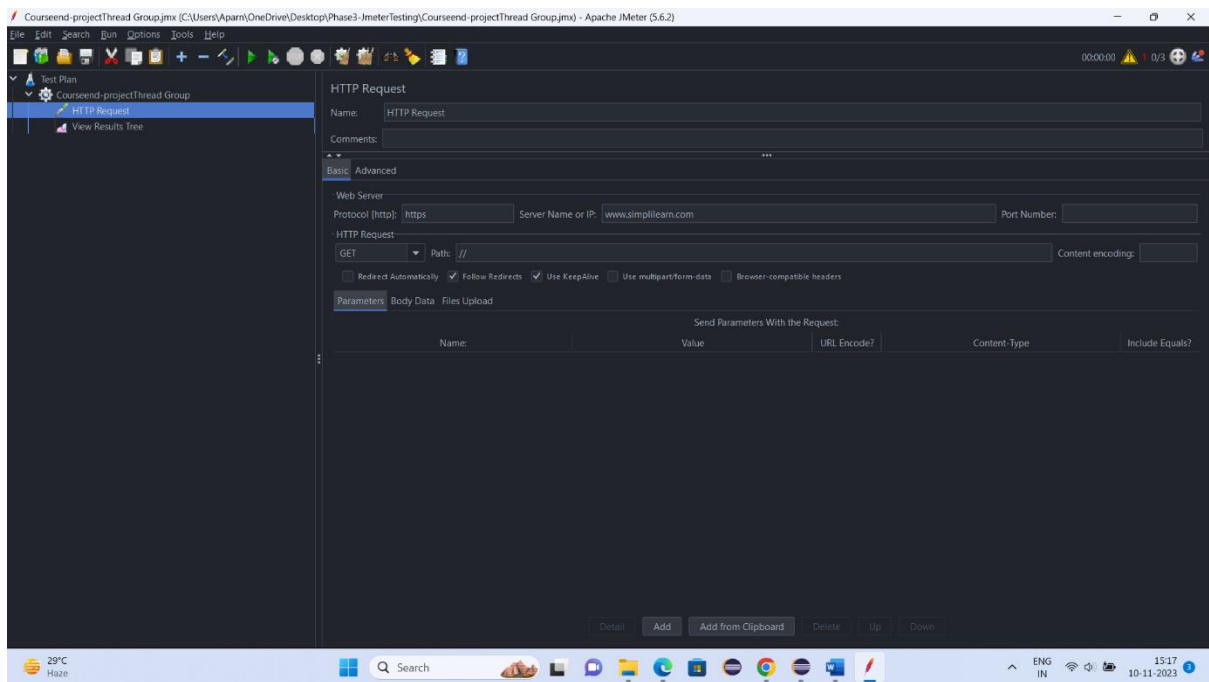 Courseend-projectThread Group.jmx (C:\Users\Aparn\OneDrive\Desktop\Phase3-JmeterTesting\Courseend-projectThread Group.jmx) - Apache JMeter (5.6.2)
File Edit Search Run Options Tools Help
00:00:00 1 0/3
Test Plan
Courseend-projectThread Group
HTTP Request
View Results Tree
HTTP Request
Name: HTTP Request
Comments:
Basic Advanced
Web Server
Protocol [http]: https Server Name or IP: www.simplilearn.com Port Number:
HTTP Request
GET Path: // Content encoding:
Redirect Automatically Follow Redirects Use KeepAlive Use multipart/form-data Browser-compatible headers
Parameters Body Data Files Upload
Send Parameters With the Request:
Name: Value URL Encode? Content-Type Include Equals?
Detail Add Add from Clipboard Delete Up Down
29°C
Haze
Search
ENG
IN
15:17
10-11-2023
3